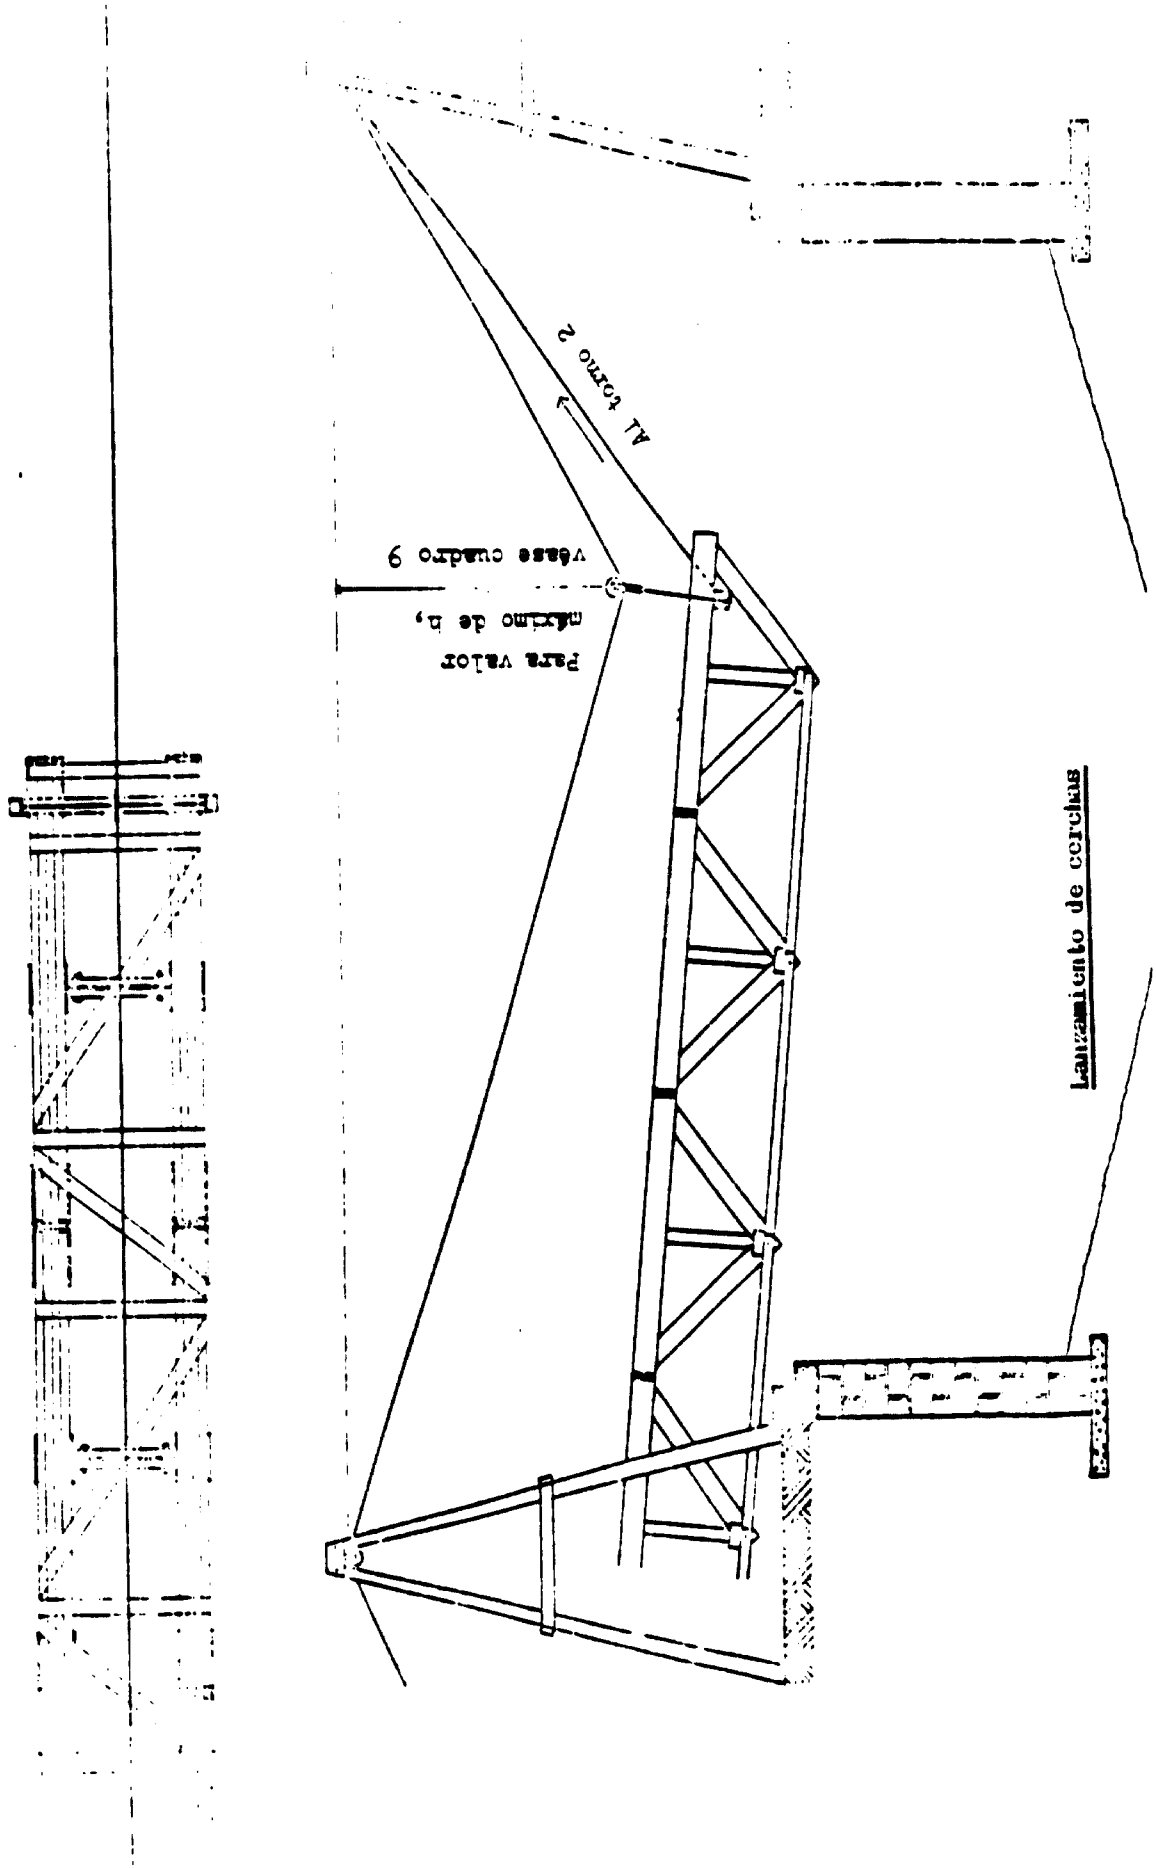 Al torno 2
Para valor
máximo de h,
véase cuadro 9
Lanzamiento de cerchas